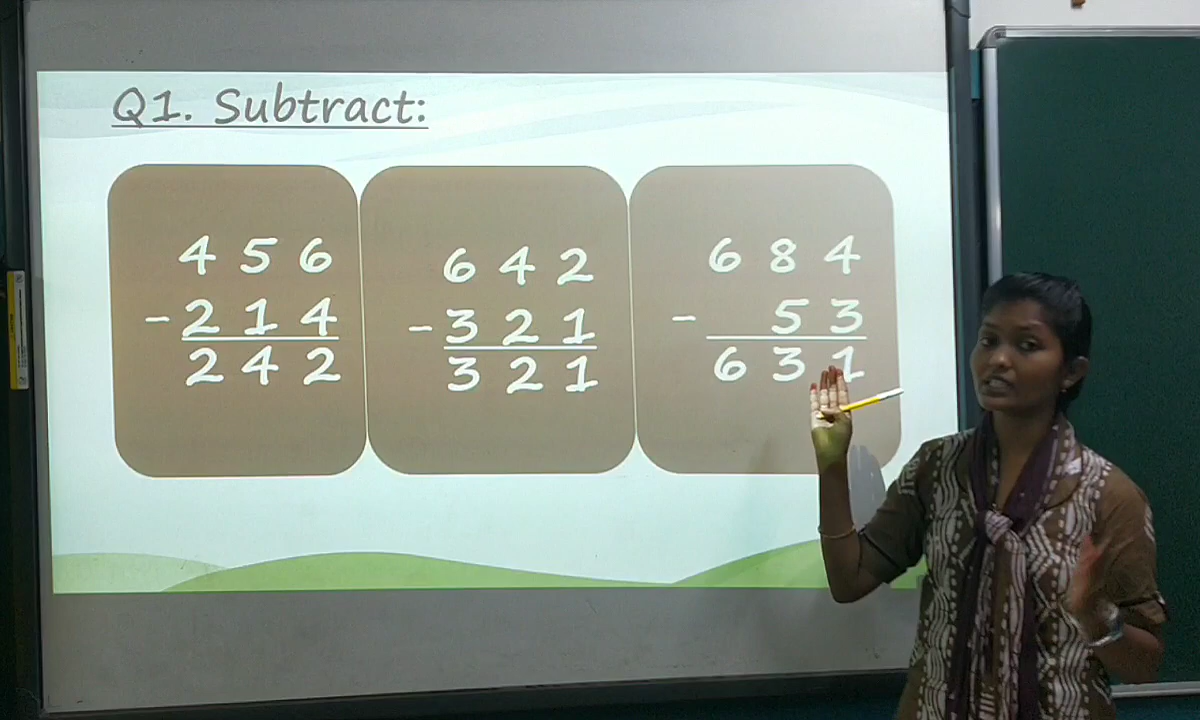 Q1. Subtract:
4 5 6
- 2 1 4
2 4 2
6 4 2
- 3 2 1
3 2 1
6 8 4
- 5 3
6 3 1